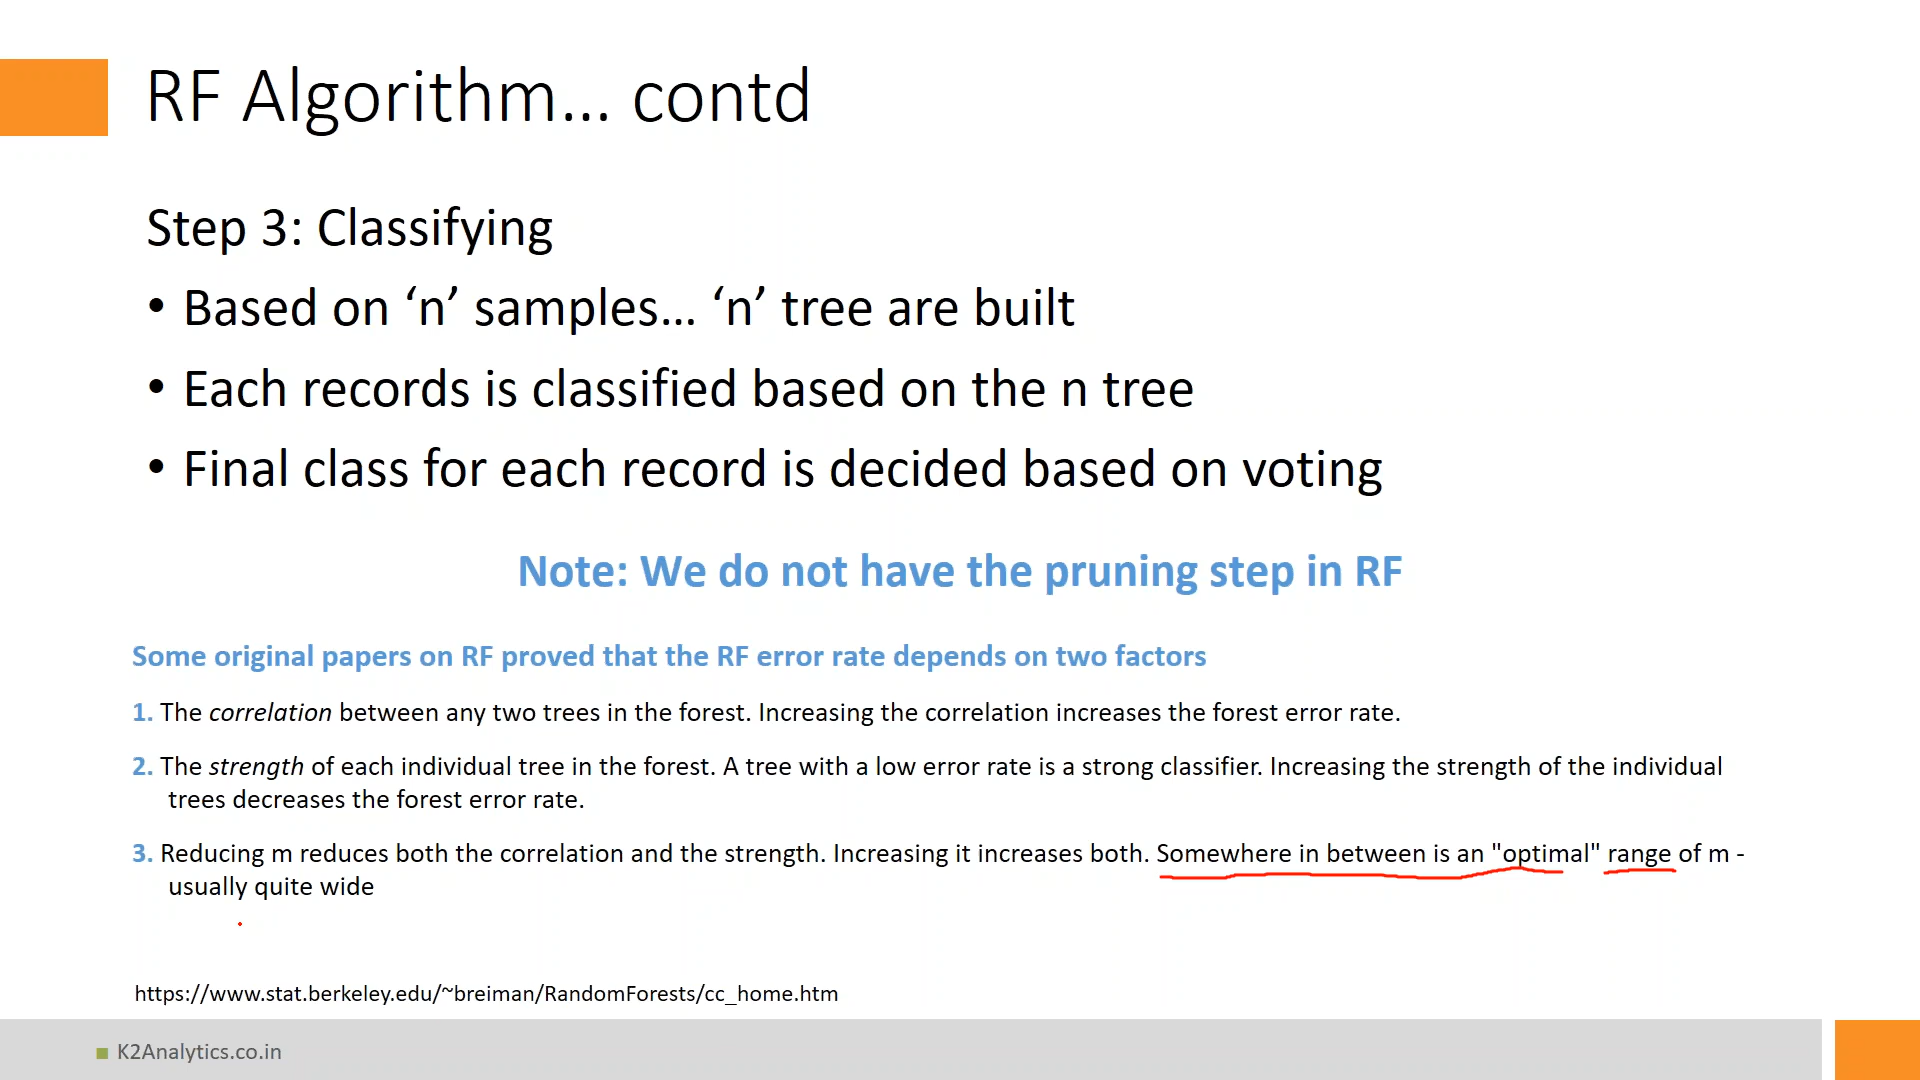 RF Algorithm... contd
Step 3: Classifying
• Based on ‘n’ samples... ‘n’ tree are built
• Each records is classified based on the n tree
• Final class for each record is decided based on voting
Note: We do not have the pruning step in RF
Some original papers on RF proved that the RF error rate depends on two factors
1. The correlation between any two trees in the forest. Increasing the correlation increases the forest error rate.
2. The strength of each individual tree in the forest. A tree with a low error rate is a strong classifier. Increasing the strength of the individual
trees decreases the forest error rate.
3. Reducing m reduces both the correlation and the strength. Increasing it increases both. Somewhere in between is an "optimal" range of m -
usually quite wide
https://www.stat.berkeley.edu/~breiman/RandomForests/cc_home.htm
K2Analytics.co.in